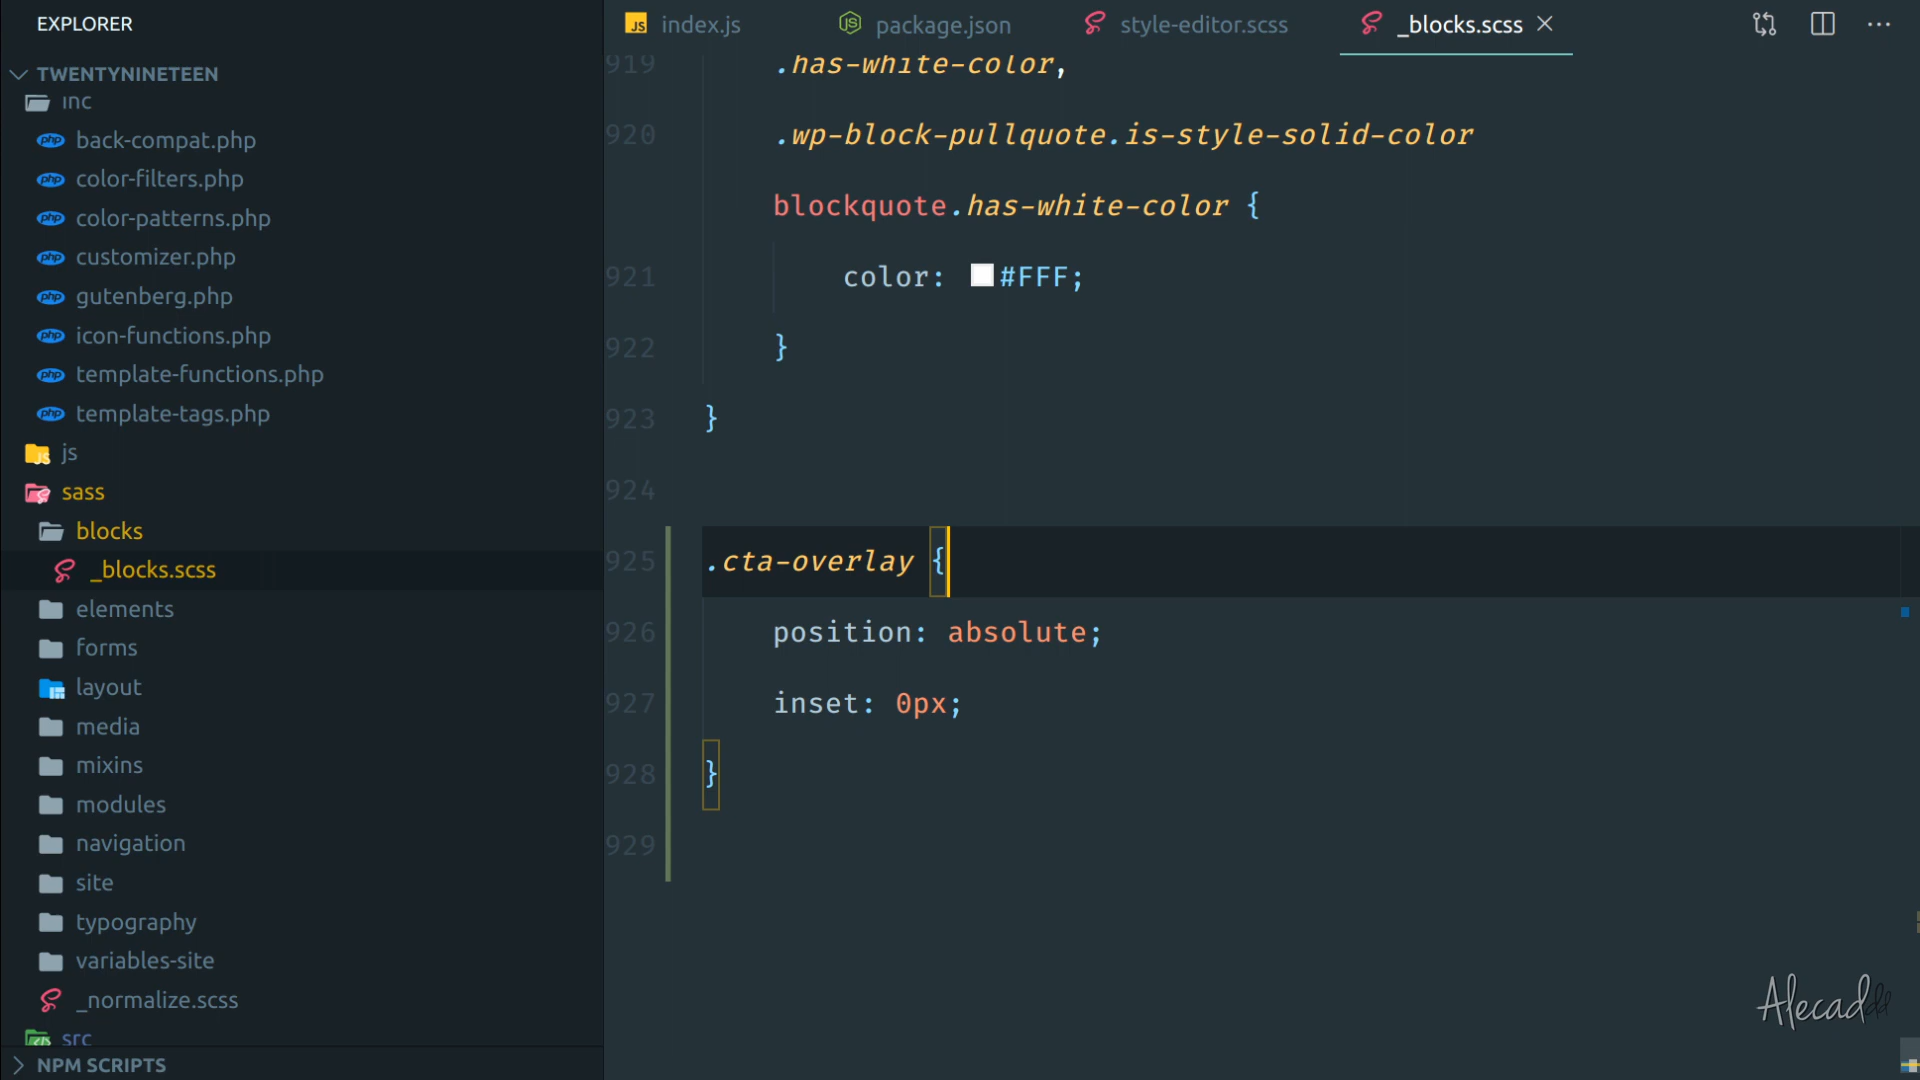 EXPLORER
TWENTYNINETEEN
inc
back-compat.php
color-filters.php
color-patterns.php
customizer.php
gutenberg.php
icon-functions.php
template-functions.php
template-tags.php
js
sass
blocks
_blocks.scss
elements
forms
layout
media
mixins
modules
navigation
site
typography
variables-site
_normalize.scss
src
NPM SCRIPTS
index.js
package.json
style-editor.scss
_blocks.scss
919 .has-white-color,
920 .wp-block-pullquote.is-style-solid-color
blockquote.has-white-color {
921 color: #FFF;
922 }
923 }
924
925 .cta-overlay {
926 position: absolute;
927 inset: 0px;
928 }
929
Alecaddd